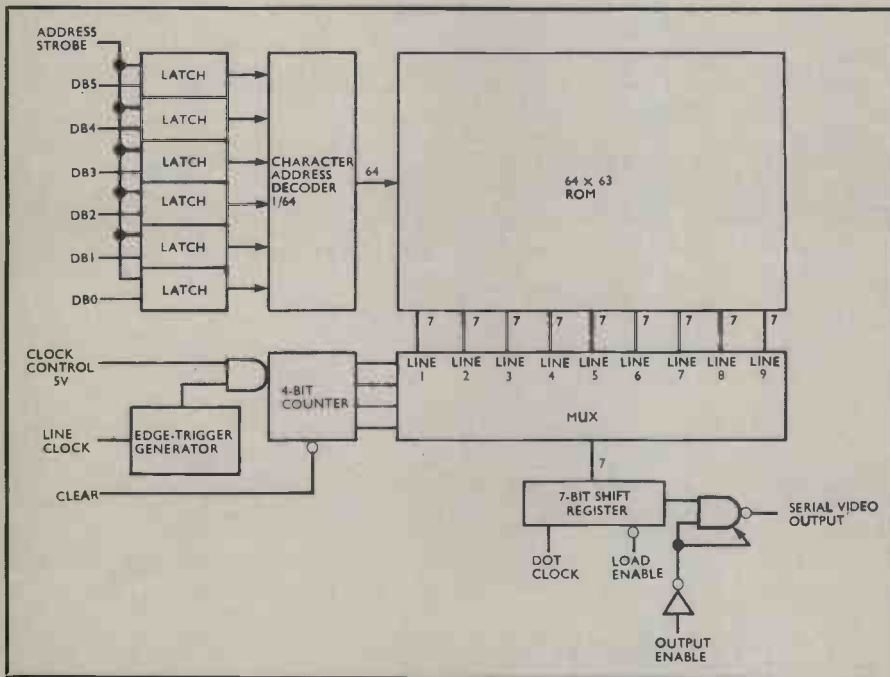 ADDRESS
STROBE
DB5
LATCH
DB4
LATCH
DB3
LATCH
DB2
LATCH
DB1
LATCH
DB0
LATCH
CHARACTER
ADDRESS
DECODER
1/64
64
64 × 63
ROM
7 7 7 7 7 7 7 7 7
LINE LINE LINE LINE LINE LINE LINE LINE LINE
1 2 3 4 5 6 7 8 9
MUX
CLOCK
CONTROL
5V
4-BIT
COUNTER
LINE
CLOCK
EDGE-TRIGGER
GENERATOR
CLEAR
7
7-BIT SHIFT
REGISTER
SERIAL VIDEO
OUTPUT
DOT
CLOCK
LOAD
ENABLE
OUTPUT
ENABLE